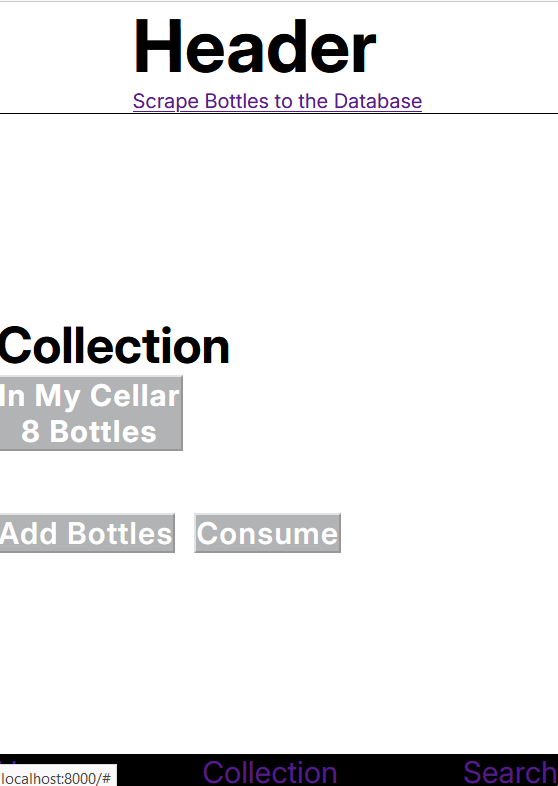 Header
Scrape Bottles to the Database
Collection
In My Cellar
8 Bottles
Add Bottles Consume
Collection Search
localhost:8000/#